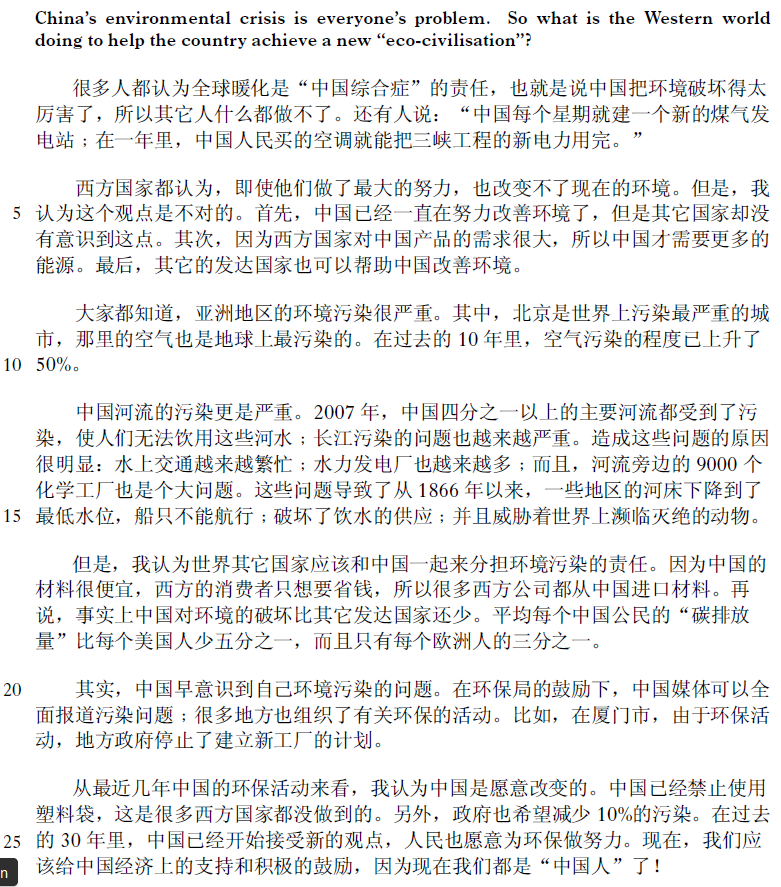 China's environmental crisis is everyone's problem. So what is the Western world
doing to help the country achieve a new “eco-civilisation”?
很多人都认为全球暖化是“中国综合症”的责任，也就是说中国把环境破坏得太
厉害了，所以其它人什么都做不了。还有人说：“中国每个星期就建一个新的煤气发
电站；在一年里，中国人民买的空调就能把三峡工程的新电力用完。”
西方国家都认为，即使他们做了最大的努力，也改变不了现在的环境。但是，我
5 认为这个观点是不对的。首先，中国已经一直在努力改善环境了，但是其它国家却没
有意识到这点。其次，因为西方国家对中国产品的需求很大，所以中国才需要更多的
能源。最后，其它的发达国家也可以帮助中国改善环境。
大家都知道，亚洲地区的环境污染很严重。其中，北京是世界上污染最严重的城
市，那里的空气也是地球上最污染的。在过去的 10 年里，空气污染的程度已上升了
10 50%。
中国河流的污染更是严重。2007 年，中国四分之一以上的主要河流都受到了污
染，使人们无法饮用这些河水；长江污染的问题也越来越严重。造成这些问题的原因
很明显：水上交通越来越繁忙；水力发电厂也越来越多；而且，河流旁边的 9000 个
化学工厂也是个大问题。这些问题导致了从 1866 年以来，一些地区的河床下降到了
15 最低水位，船只不能航行；破坏了饮水的供应；并且威胁着世界上濒临灭绝的动物。
但是，我认为世界其它国家应该和中国一起来分担环境污染的责任。因为中国的
材料很便宜，西方的消费者只想要省钱，所以很多西方公司都从中国进口材料。再
说，事实上中国对环境的破坏比其它发达国家还少。平均每个中国公民的“碳排放
量”比每个美国人少五分之一，而且只有每个欧洲人的三分之一。
20 其实，中国早意识到自己环境污染的问题。在环保局的鼓励下，中国媒体可以全
面报道污染问题；很多地方也组织了有关环保的活动。比如，在厦门市，由于环保活
动，地方政府停止了建立新工厂的计划。
从最近几年中国的环保活动来看，我认为中国是愿意改变的。中国已经禁止使用
塑料袋，这是很多西方国家都没做到的。另外，政府也希望减少 10%的污染。在过去
25 的 30 年里，中国已经开始接受新的观点，人民也愿意为环保做努力。现在，我们应
n 该给中国经济上的支持和积极的鼓励，因为现在我们都是“中国人”了！